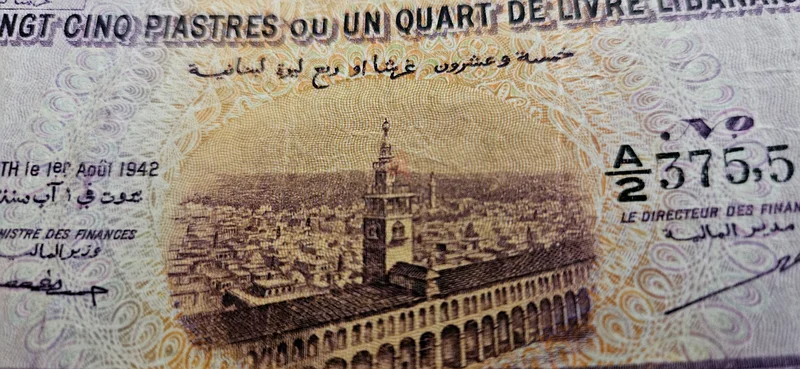 NGT CINQ PIASTRES OU UN QUART DE LIVRE LIBANAIS
خمسة وعشرون غرشا او ربع ليرة لبنانية
TH le 1er Août 1942
A/2 375,5
يروت في ١ آب سنة
LE DIRECTEUR DES FINAN
NISTRE DES FINANCES
مدير المالية
وزير المالية